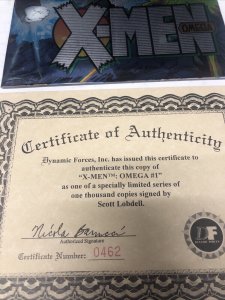 X-MEN
OMEGA
Certificate of Authenticity
Dynamic Forces, Inc. has issued this certificate to
authenticate this copy of
"X-MEN™: OMEGA #1"
as one of a specially limited series of
one thousand copies signed by
Scott Lobdell.
Authorized Signature
Certificate Number: 0462
DF
DYNAMIC FORCES